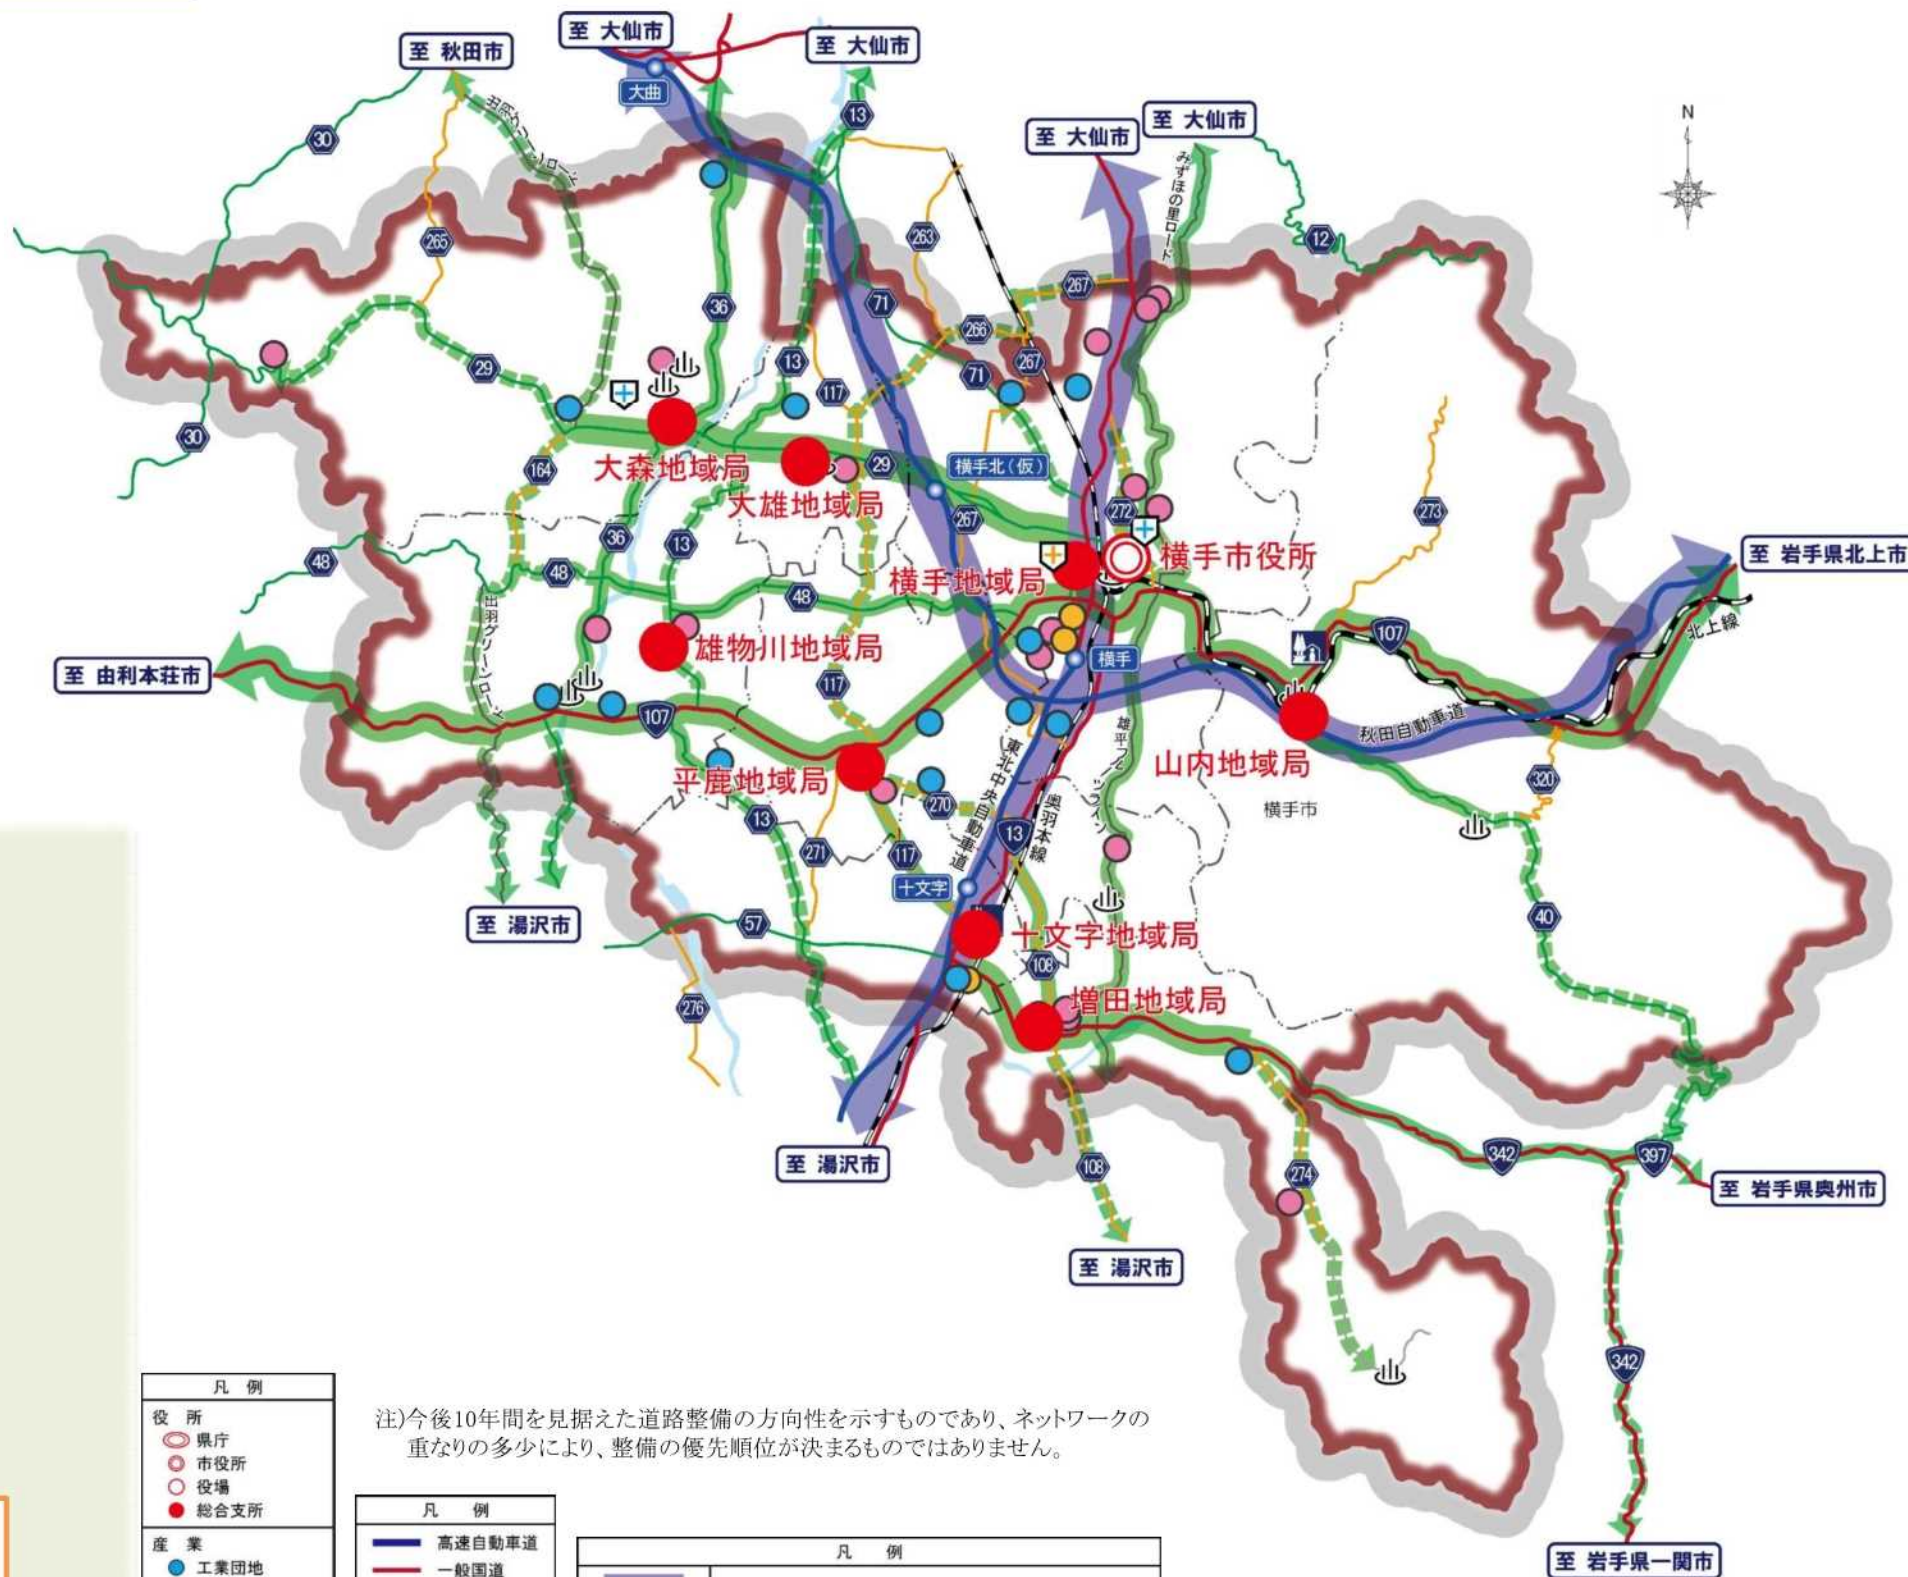 至 大仙市
至 秋田市
至 大仙市
大曲
出羽グリーンロード
13
至 大仙市
至 大仙市
N
30
みずほの里ロード
265
263
12
267
36
71
266
13
29
267
71
117
30
164
大森地域局
29
横手北(仮)
大雄地域局
272
273
267
36
13
横手市役所
至 岩手県北上市
48
48
横手地域局
48
出羽グリーンロード
107
北上線
雄物川地域局
横手
至 由利本荘市
117
107
雄平フルーツライン
秋田自動車道
山内地域局
平鹿地域局
東北中央自動車道
奥羽本線
320
270
横手市
13
13
271
117
十文字
至 湯沢市
57
40
十文字地域局
108
増田地域局
276
342
397
至 湯沢市
108
274
至 岩手県奥州市
至 湯沢市
342
至 岩手県一関市
注)今後10年間を見据えた道路整備の方向性を示すものであり、ネットワークの
重なりの多少により、整備の優先順位が決まるものではありません。
凡 例
役 所
県庁
市役所
役場
総合支所
産 業
工業団地
凡 例
高速自動車道
一般国道
凡 例